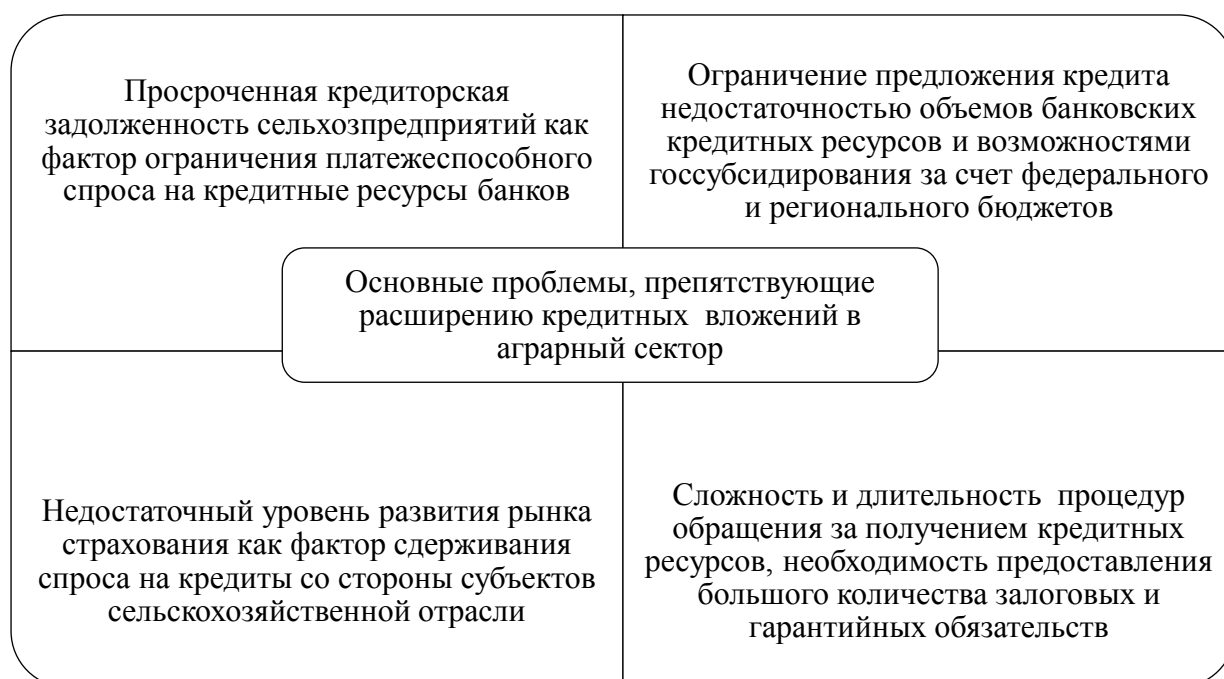 Просроченная кредиторская
задолженность сельхозпредприятий как
фактор ограничения платежеспособного
спроса на кредитные ресурсы банков
Ограничение предложения кредита
недостаточностью объемов банковских
кредитных ресурсов и возможностями
госсубсидирования за счет федерального
и регионального бюджетов
Основные проблемы, препятствующие
расширению кредитных вложений в
аграрный сектор
Недостаточный уровень развития рынка
страхования как фактор сдерживания
спроса на кредиты со стороны субъектов
сельскохозяйственной отрасли
Сложность и длительность процедур
обращения за получением кредитных
ресурсов, необходимость предоставления
большого количества залоговых и
гарантийных обязательств